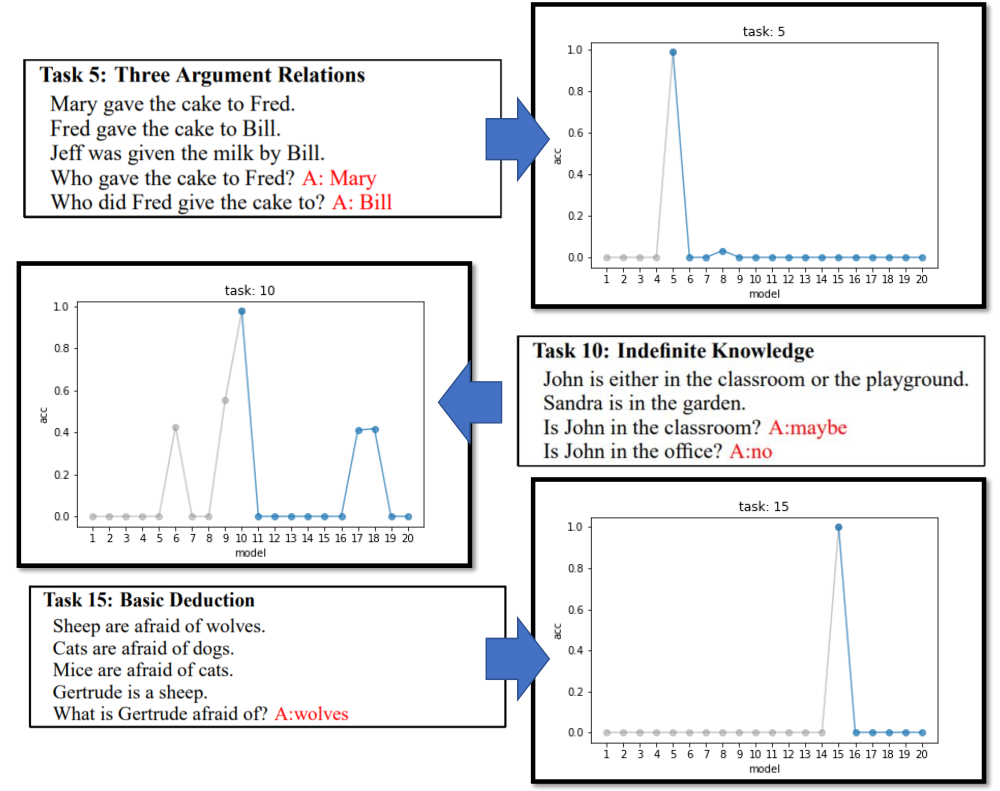 Task 5: Three Argument Relations
Mary gave the cake to Fred.
Fred gave the cake to Bill.
Jeff was given the milk by Bill.
Who gave the cake to Fred? A: Mary
Who did Fred give the cake to? A: Bill
task: 5
1.0
0.8
0.6
0.4
0.2
0.0
acc
1 2 3 4 5 6 7 8 9 10 11 12 13 14 15 16 17 18 19 20
model
task: 10
1.0
0.8
0.6
0.4
0.2
0.0
acc
1 2 3 4 5 6 7 8 9 10 11 12 13 14 15 16 17 18 19 20
model
Task 10: Indefinite Knowledge
John is either in the classroom or the playground.
Sandra is in the garden.
Is John in the classroom? A:maybe
Is John in the office? A:no
Task 15: Basic Deduction
Sheep are afraid of wolves.
Cats are afraid of dogs.
Mice are afraid of cats.
Gertrude is a sheep.
What is Gertrude afraid of? A:wolves
task: 15
1.0
0.8
0.6
0.4
0.2
0.0
acc
1 2 3 4 5 6 7 8 9 10 11 12 13 14 15 16 17 18 19 20
model